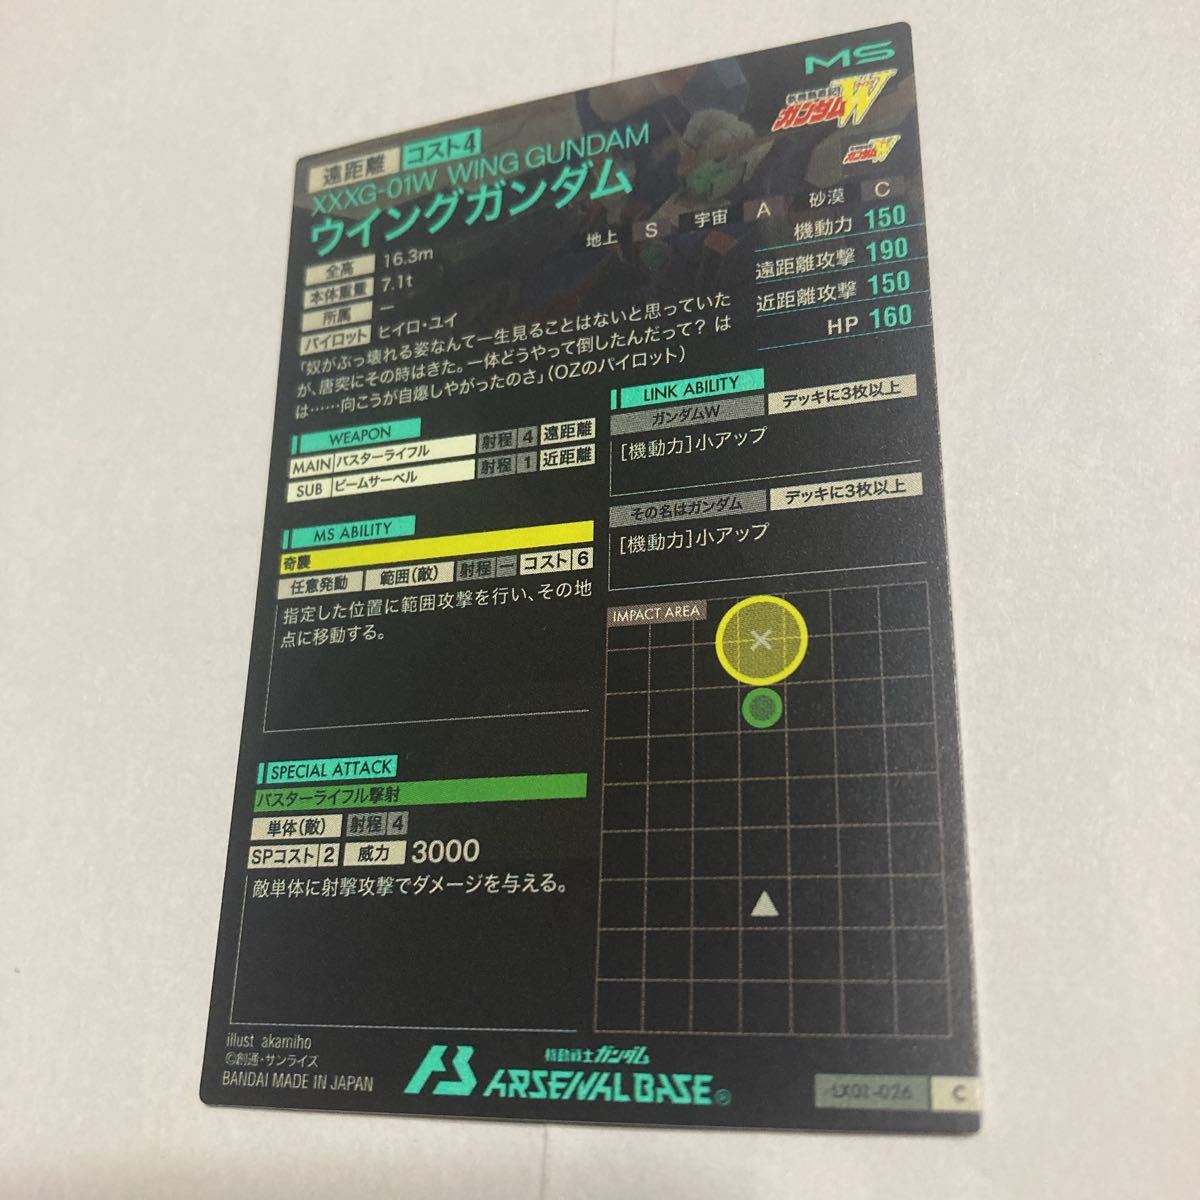 MS
新機動戦記
ガンダムW
ガンダムW
遠距離 コスト4
XXXG-01W WING GUNDAM
ウイングガンダム
地上 S 宇宙 A 砂漠 C
全高 16.3m
本体重量 7.1t
所属 ー
パイロット ヒイロ・ユイ
機動力 150
遠距離攻撃 190
近距離攻撃 150
HP 160
「奴がぶっ壊れる姿なんて一生見ることはないと思っていた
が、唐突にその時はきた。一体どうやって倒したんだって？ は
は……向こうが自爆しやがったのさ」(OZのパイロット)
WEAPON
MAIN バスターライフル 射程 4 遠距離
SUB ビームサーベル 射程 1 近距離
MS ABILITY
奇襲
任意発動 範囲(敵) 射程 ー コスト 6
指定した位置に範囲攻撃を行い、その地
点に移動する。
SPECIAL ATTACK
バスターライフル撃射
単体(敵) 射程 4
SPコスト 2 威力 3000
敵単体に射撃攻撃でダメージを与える。
LINK ABILITY
ガンダムW デッキに3枚以上
[機動力]小アップ
その名はガンダム デッキに3枚以上
[機動力]小アップ
IMPACT AREA
illust akamiho
©創通・サンライズ
BANDAI MADE IN JAPAN
AB 機動戦士ガンダム
ARSENAL BASE®
LX01-026 C